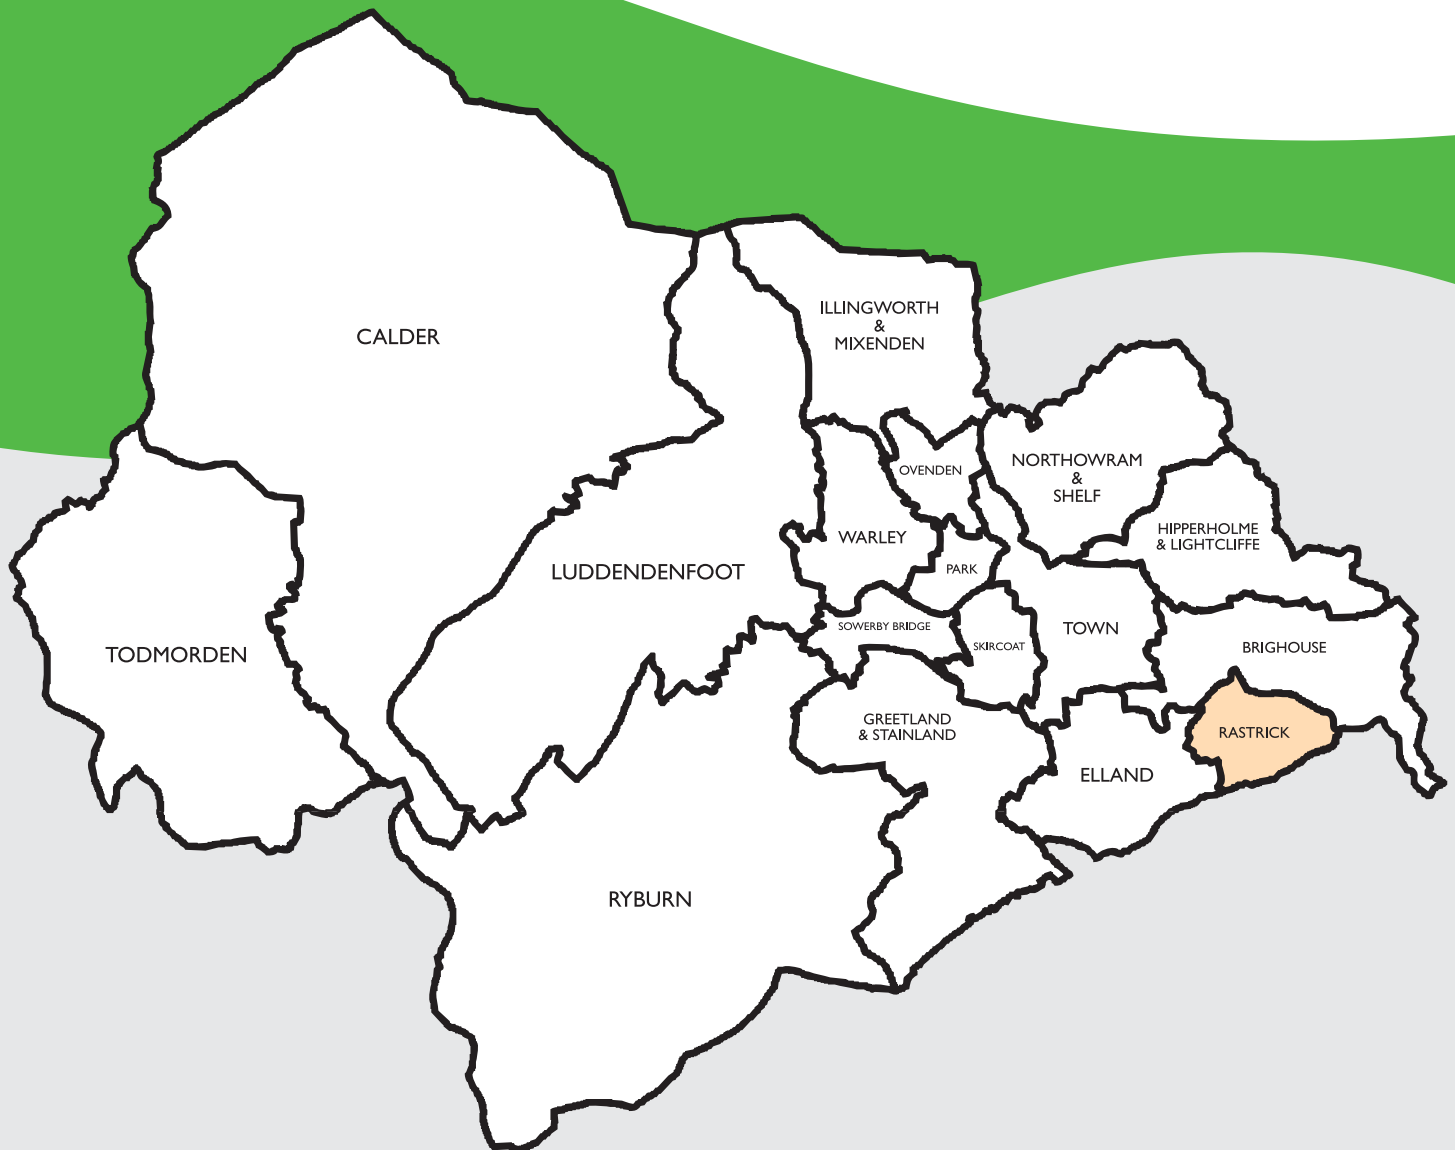 ILLINGWORTH
&
MIXENDEN
CALDER
NORTHOWRAM
&
SHELF
OVENDEN
HIPPERHOLME
& LIGHTCLIFFE
WARLEY
PARK
LUDDENDENFOOT
SOWERBY BRIDGE
TOWN
SKIRCOAT
BRIGHOUSE
TODMORDEN
GREETLAND
& STAINLAND
RASTRICK
ELLAND
RYBURN